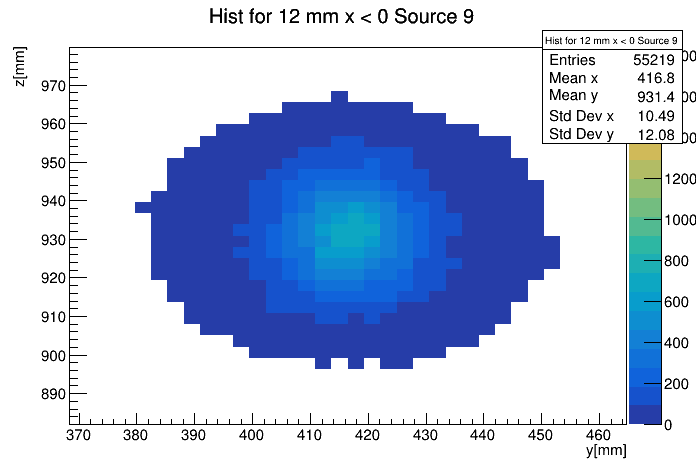 Hist for 12 mm x < 0 Source 9
Hist for 12 mm x < 0 Source 9
Entries 55219
Mean x 416.8
Mean y 931.4
Std Dev x 10.49
Std Dev y 12.08
z[mm]
970
960
950
940
930
920
910
900
890
370 380 390 400 410 420 430 440 450 460
y[mm]
1200
1000
800
600
400
200
0